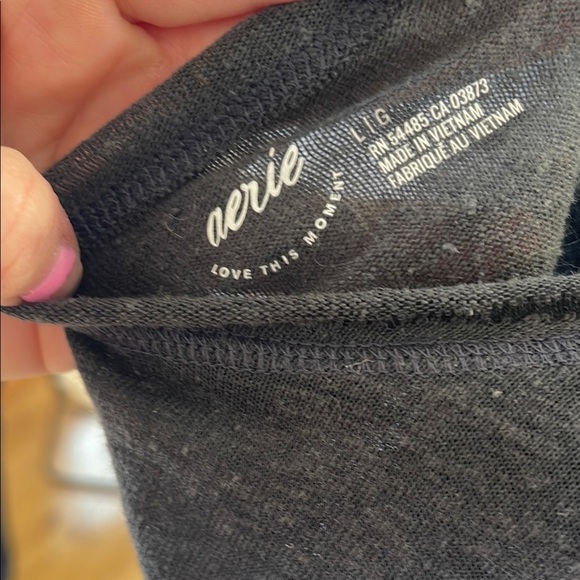 aerie
LOVE THIS MOMENT
L | G
RN 54485 CA 03873
MADE IN VIETNAM
FABRIQUÉ AU VIETNAM